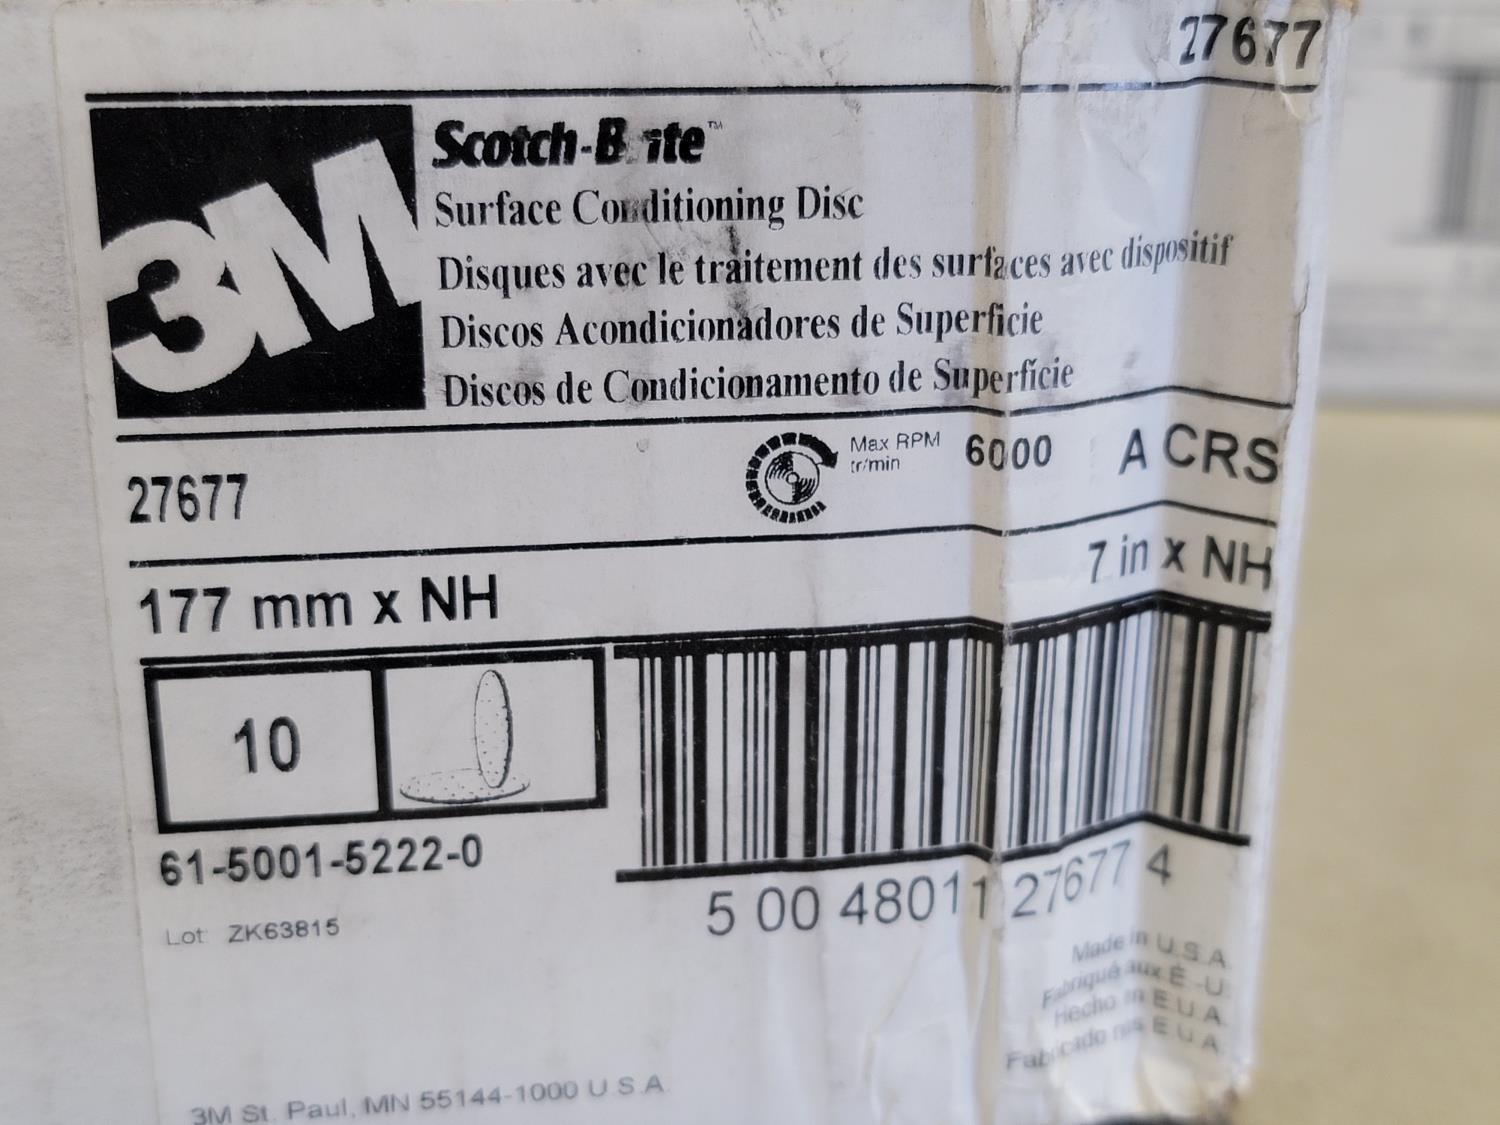 27677
3M
Scotch-Brite™
Surface Conditioning Disc
Disques avec le traitement des surfaces avec dispositif
Discos Acondicionadores de Superficie
Discos de Condicionamento de Superfície
27677
Max RPM
tr/min
6000
A CRS
177 mm x NH
7 in x NH
10
61-5001-5222-0
5 00 48011 27677 4
Lot ZK63815
Made in U.S.A.
Fabriqué aux É.-U.
Hecho en E.U.A.
Fabricado nos E.U.A.
3M St. Paul, MN 55144-1000 U.S.A.